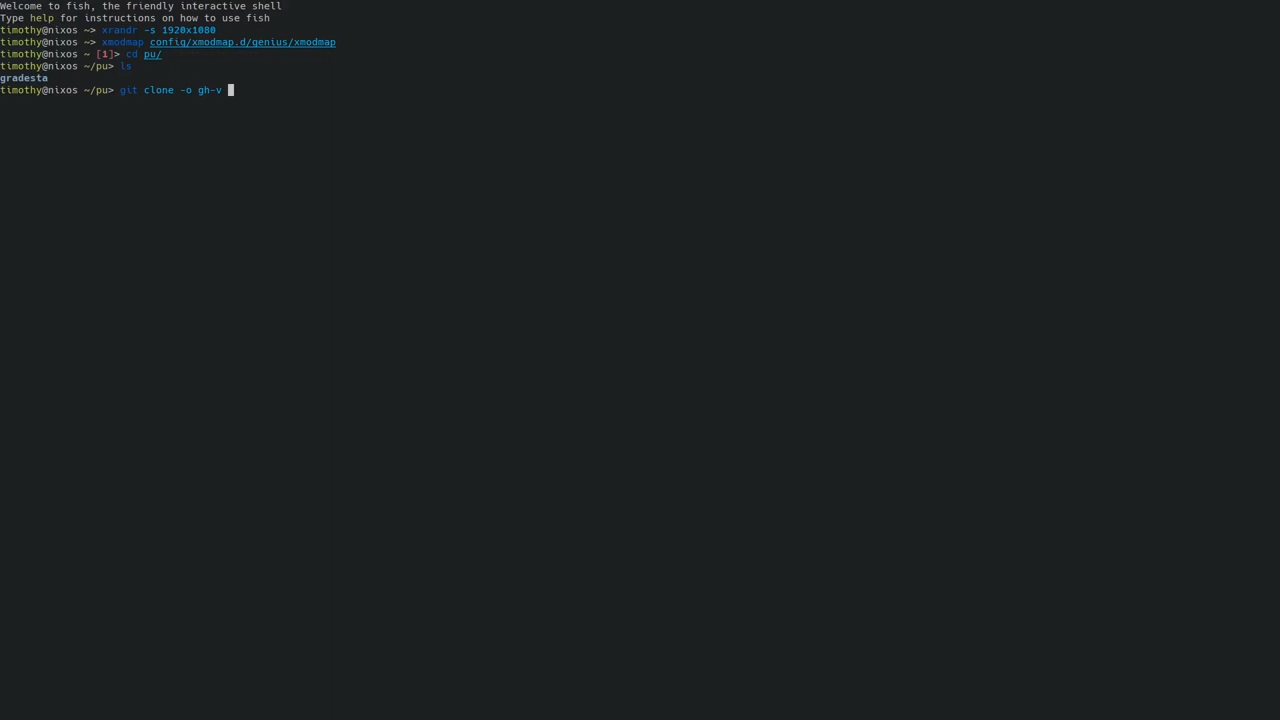 Welcome to fish, the friendly interactive shell
Type help for instructions on how to use fish
timothy@nixos ~> xrandr -s 1920x1080
timothy@nixos ~> xmodmap config/xmodmap.d/genius/xmodmap
timothy@nixos ~ [1]> cd pu/
timothy@nixos ~/pu> ls
gradesta
timothy@nixos ~/pu> git clone -o gh-v